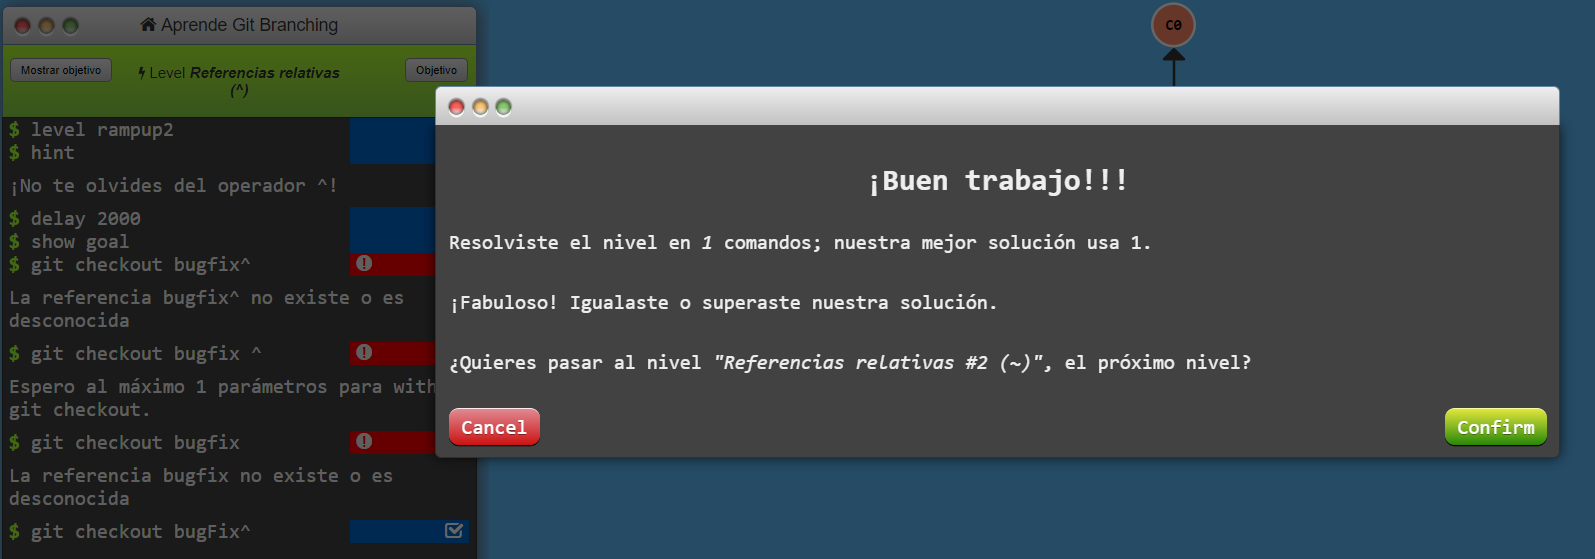 Aprende Git Branching
Mostrar objetivo
Level Referencias relativas
(^)
Objetivo
$ level rampup2
$ hint
¡No te olvides del operador ^!
$ delay 2000
$ show goal
$ git checkout bugfix^
La referencia bugfix^ no existe o es
desconocida
$ git checkout bugfix ^
Espero al máximo 1 parámetros para with
git checkout.
$ git checkout bugfix
La referencia bugfix no existe o es
desconocida
$ git checkout bugFix^
C0
¡Buen trabajo!!!
Resolviste el nivel en 1 comandos; nuestra mejor solución usa 1.
¡Fabuloso! Igualaste o superaste nuestra solución.
¿Quieres pasar al nivel "Referencias relativas #2 (~)", el próximo nivel?
Cancel
Confirm